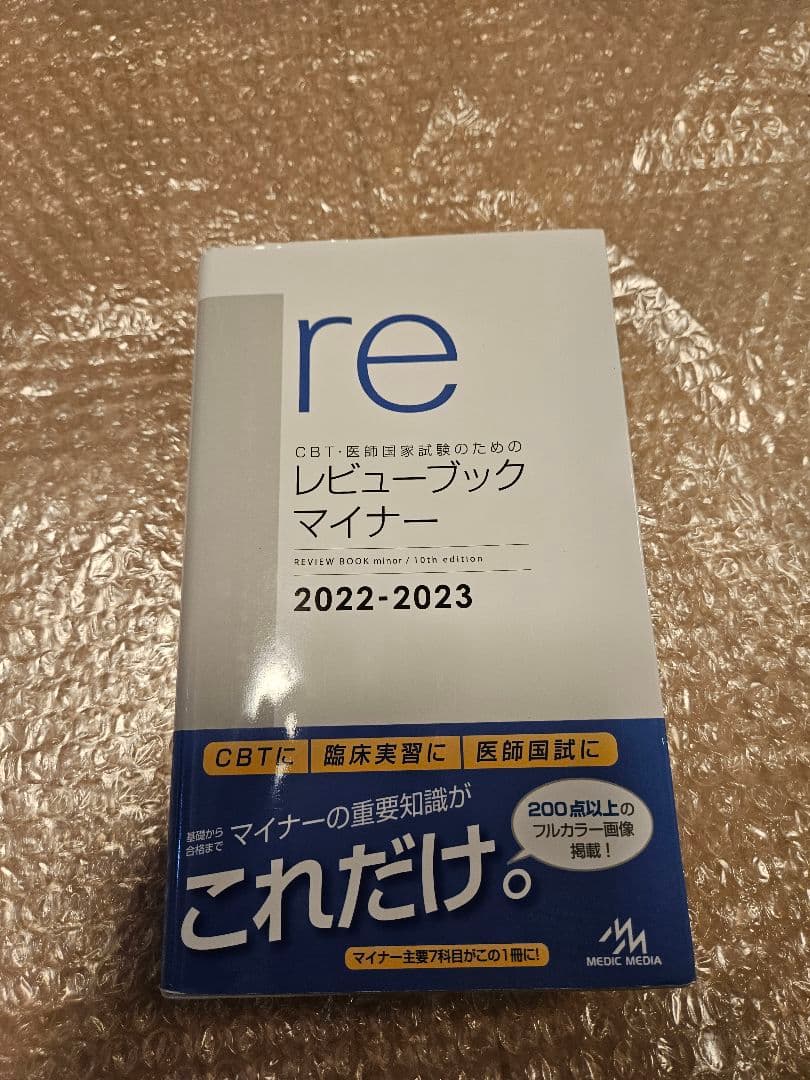 re
CBT・医師国家試験のための
レビューブック
マイナー
REVIEW BOOK minor / 10th edition
2022-2023
CBTに 臨床実習に 医師国試に
基礎から
合格まで
マイナーの重要知識が
これだけ。
200点以上の
フルカラー画像
掲載！
マイナー主要7科目がこの1冊に!
MEDIC MEDIA